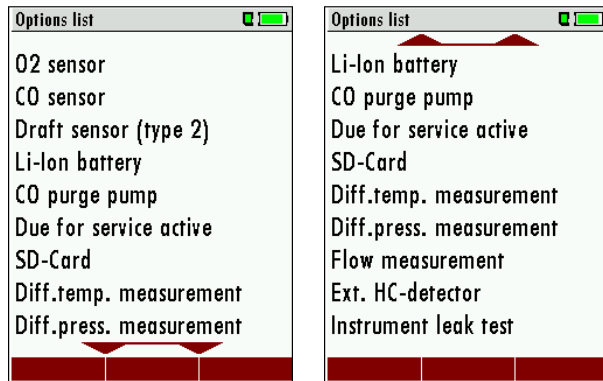 Options list
O2 sensor
CO sensor
Draft sensor (type 2)
Li-Ion battery
CO purge pump
Due for service active
SD-Card
Diff.temp. measurement
Diff.press. measurement
Options list
Li-Ion battery
CO purge pump
Due for service active
SD-Card
Diff.temp. measurement
Diff.press. measurement
Flow measurement
Ext. HC-detector
Instrument leak test